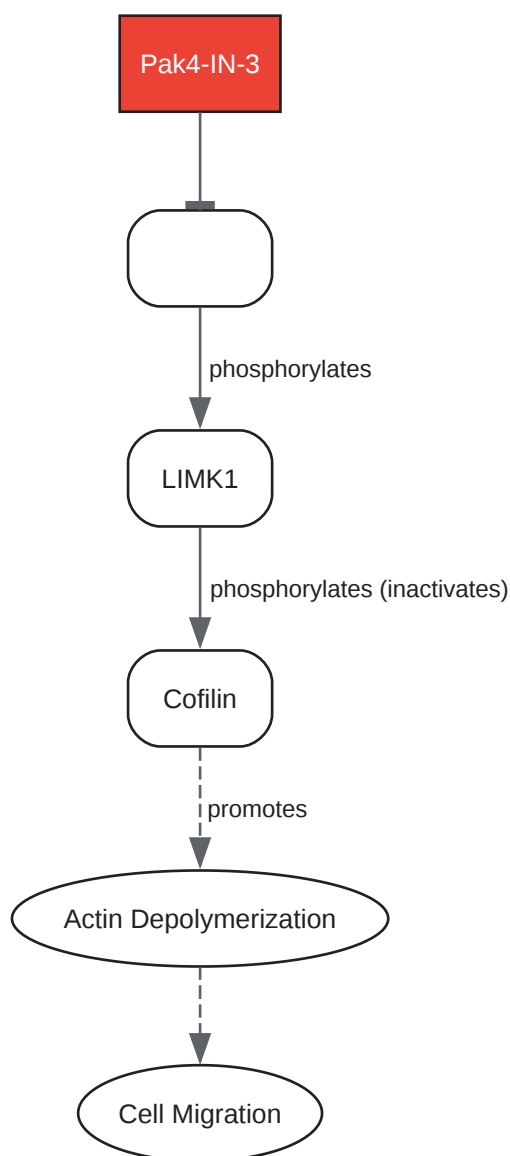 Pak4-IN-3
phosphorylates
LIMK1
phosphorylates (inactivates)
Cofilin
promotes
Actin Depolymerization
Cell Migration